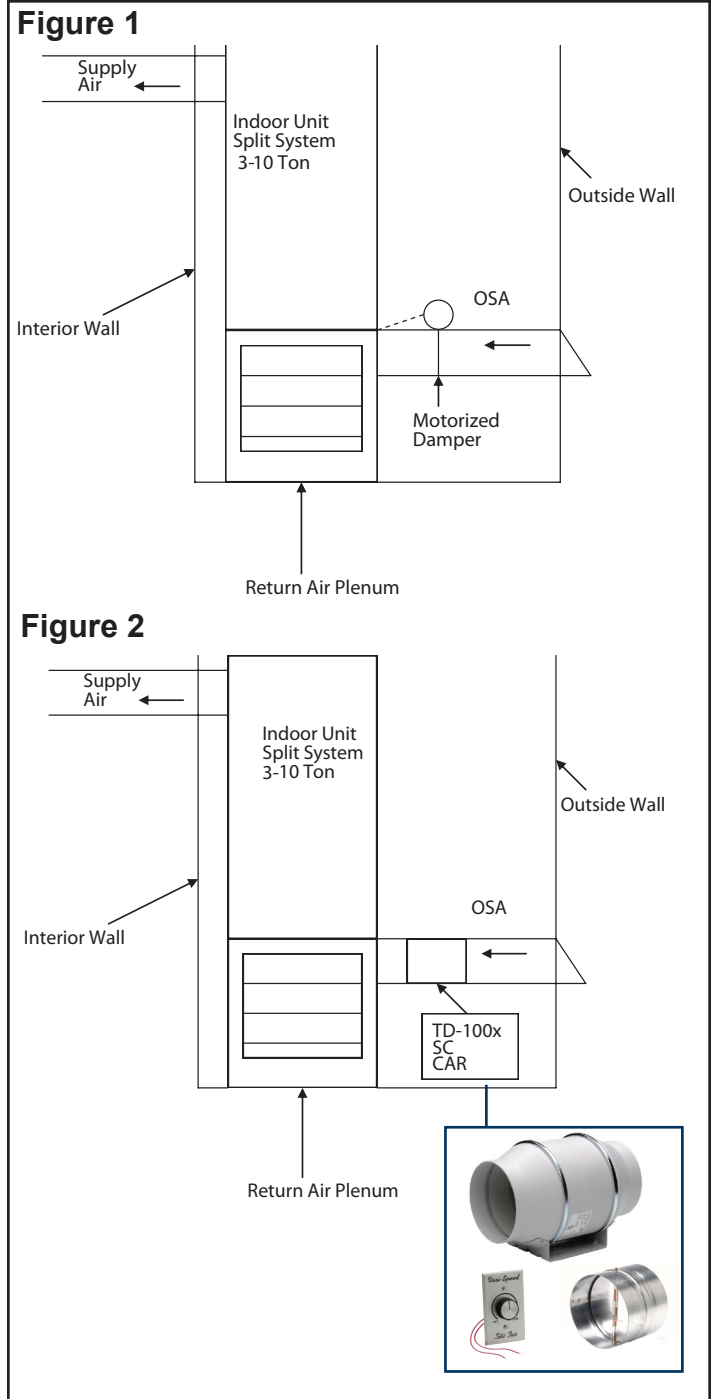 Figure 1
Supply
Air
Indoor Unit
Split System
3-10 Ton
Outside Wall
OSA
Interior Wall
Motorized
Damper
Return Air Plenum
Figure 2
Supply
Air
Indoor Unit
Split System
3-10 Ton
Outside Wall
OSA
Interior Wall
TD-100x
SC
CAR
Return Air Plenum
Vari-Speed
Solid State